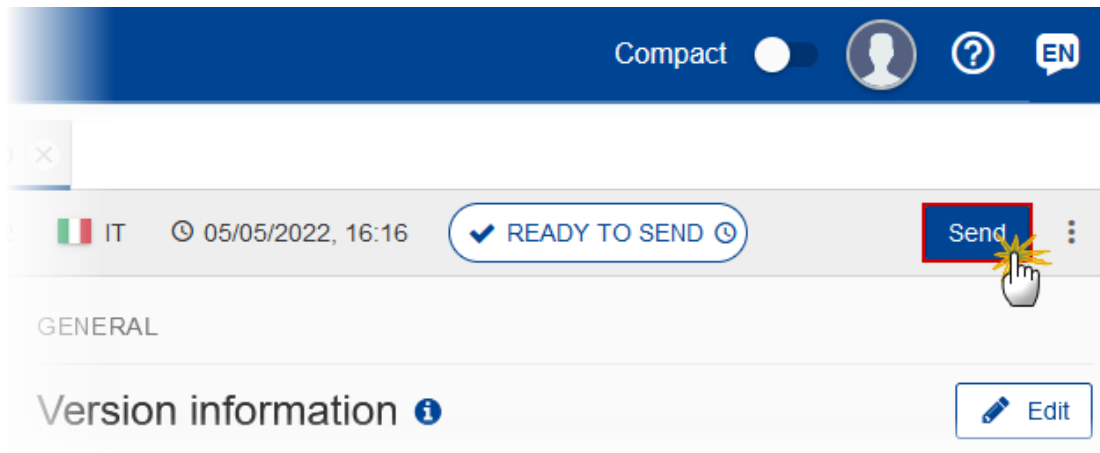 Compact EN
IT 05/05/2022, 16:16 READY TO SEND Send
GENERAL
Version information
Edit